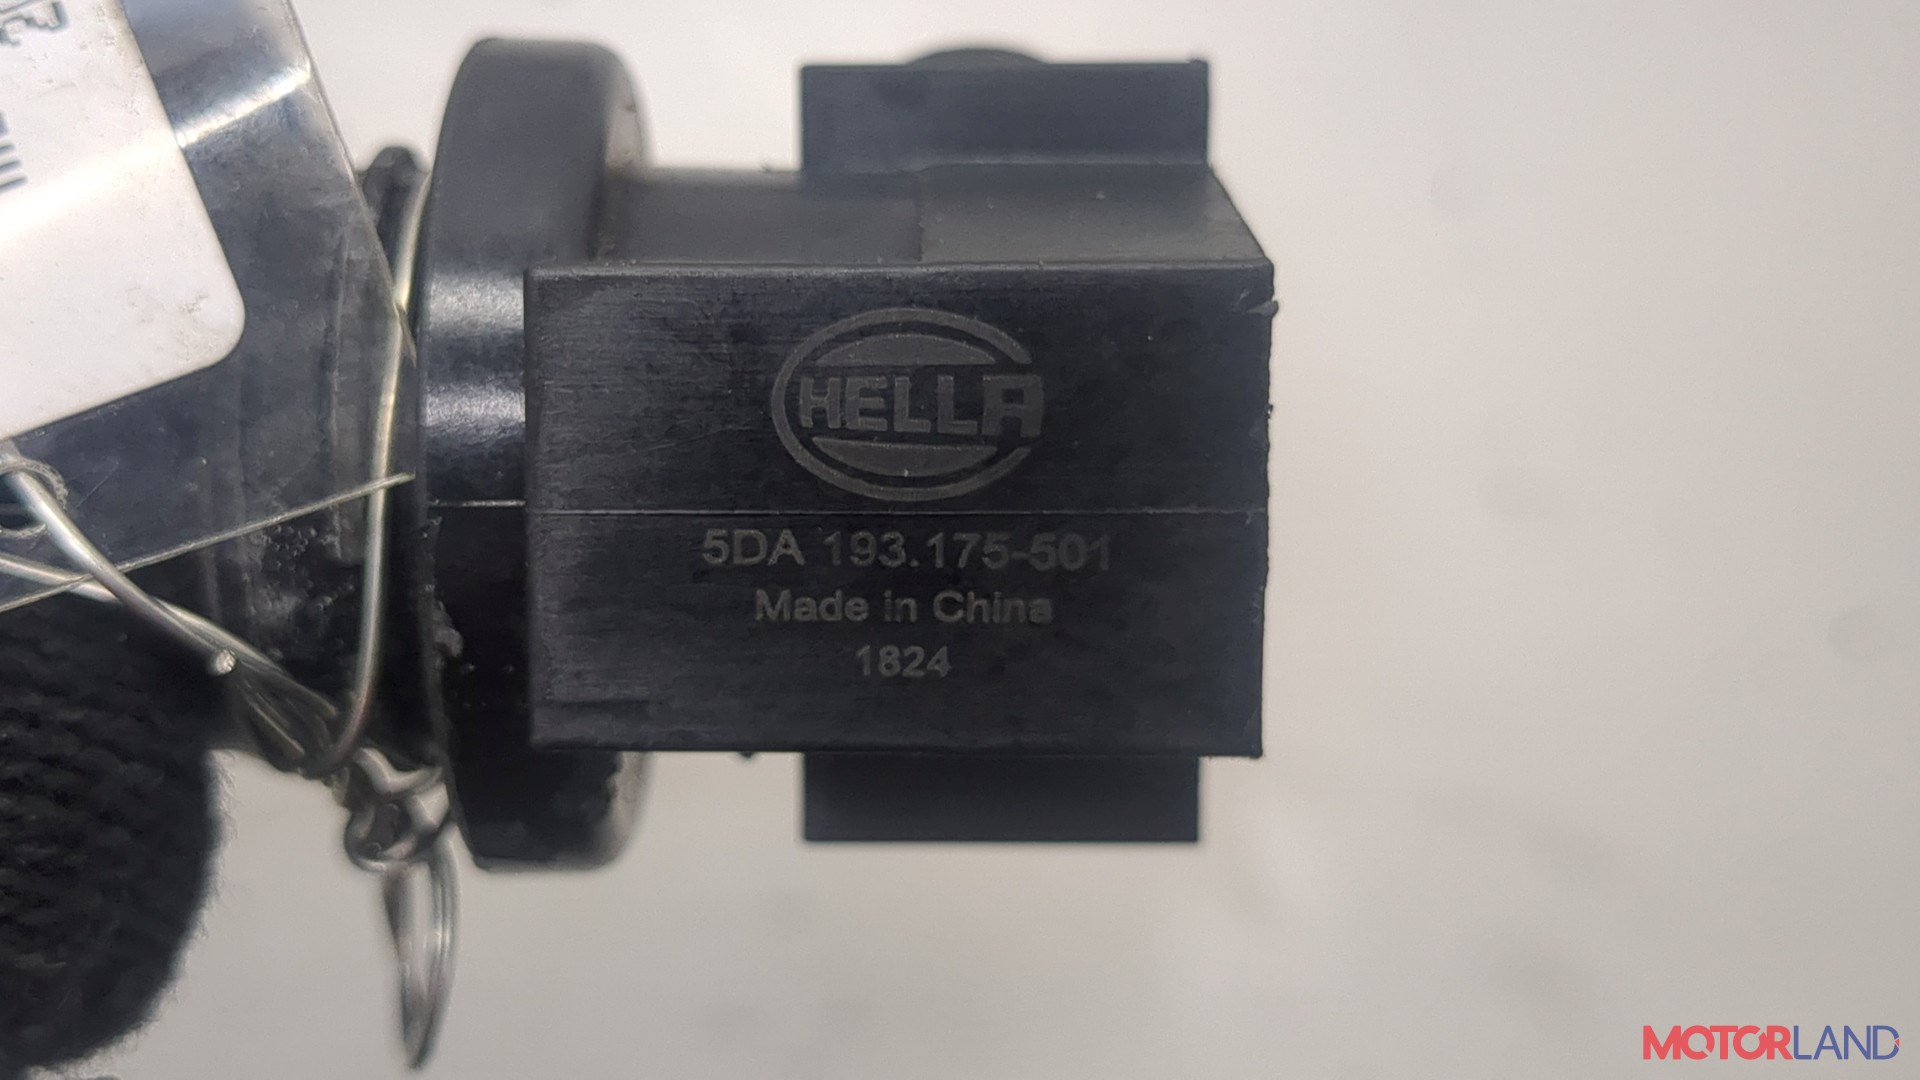 HELLA
5DA 193.175-501
Made in China
1824
MOTORLAND